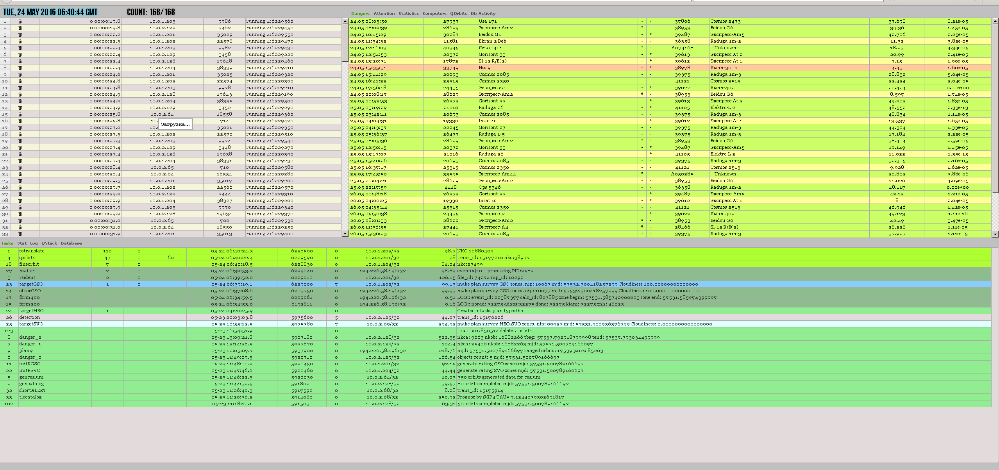 TUE, 24 MAY 2016 06:40:44 GMT COUNT: 168/168
1 0 00:00:19.8 10.0.1.203 9986 running 4:6229560
2 0 00:00:19.8 10.0.2.129 3462 running 4:6229450
3 0 00:00:22.2 10.0.1.201 35029 running 4:6229550
4 0 00:00:22.3 10.0.1.202 22578 running 4:6229470
5 0 00:00:22.4 10.0.1.203 9982 running 4:6229430
6 0 00:00:22.4 10.0.2.129 3458 running 4:6229220
7 0 00:00:22.4 10.0.2.128 19648 running 4:6229460
8 0 00:00:22.4 10.0.1.204 38339 running 4:6229410
9 0 00:00:24.6 10.0.1.201 35025 running 4:6229320
10 0 00:00:24.8 10.0.1.202 22574 running 4:6229300
11 0 00:00:24.8 10.0.1.203 9978 running 4:6229210
12 0 00:00:24.9 10.0.2.128 19643 running 4:6229190
13 0 00:00:24.9 10.0.1.204 38335 running 4:6229500
14 0 00:00:24.9 10.0.2.129 3452 running 4:6229290
15 0 00:00:25.8 10.0.2.64 18558 running 4:6229360
16 0 00:00:25.8 10. 714 running 4:6229420
Загрузка...
17 0 00:00:27.0 10.0 35021 running 4:6229350
18 0 00:00:27.3 10.0.1.202 22570 running 4:6229510
19 0 00:00:27.3 10.0.1.203 9974 running 4:6229540
20 0 00:00:27.4 10.0.2.129 3448 running 4:6229270
21 0 00:00:27.4 10.0.2.128 19638 running 4:6229390
22 0 00:00:27.4 10.0.1.204 38331 running 4:6229230
23 0 00:00:28.4 10.0.2.65 710 running 4:6229580
24 0 00:00:28.4 10.0.2.64 18554 running 4:6229280
25 0 00:00:29.5 10.0.1.201 35017 running 4:6229260
26 0 00:00:29.7 10.0.1.202 22566 running 4:6229570
27 0 00:00:29.9 10.0.2.129 3444 running 4:6229310
28 0 00:00:29.9 10.0.1.204 38327 running 4:6229200
29 0 00:00:29.9 10.0.1.203 9970 running 4:6229340
30 0 00:00:29.9 10.0.2.128 19634 running 4:6229370
31 0 00:00:31.0 10.0.2.65 706 running 4:6229530
32 0 00:00:31.0 10.0.2.64 18550 running 4:6229250
33 0 00:00:31.9 10.0.1.201 35013 running 4:6229400
Dangers Attention Statistics Computers QOrbits Db Activity
24.05 08:03:50 27937 Usa 171 - - 37806 Cosmos 2473 37.698 8.21e-05
24.05 08:09:39 28629 Экспресс-Am2 * - 38953 Beidou G6 34.36 1.45e-05
24.05 10:15:29 36287 Beidou G1 - * 39487 Экспресс-Am5 42.706 2.25e-05
24.05 11:34:32 11581 Ekran 2 Deb - - 36358 Raduga 1m-2 11.32 3.82e-05
24.05 12:16:03 40345 Ямал-401 * - A074168 - Unknown - 18.23 4.34e-05
24.05 12:54:53 26372 Gorizont 33 - * 39613 Экспресс At 2 20.99 2.41e-05
24.05 13:20:31 17872 Sl-12 R/B(2) - * 39612 Экспресс At 1 7.15 1.90e-05
24.05 15:35:31 33749 Nss 9 - * 38978 Ямал-300k 4.43 1.60e-05
24.05 15:44:29 20693 Cosmos 2085 - - 39375 Raduga 1m-3 28.832 5.64e-05
24.05 16:41:22 25315 Cosmos 2350 - - 41121 Cosmos 2513 22.424 2.04e-05
24.05 17:56:18 24435 Экспресс-2 - * 39022 Ямал-402 20.424 0.00e+00
24.05 20:08:17 28629 Экспресс-Am2 * - 38953 Beidou G6 8.597 1.74e-05
25.05 00:52:53 26372 Gorizont 33 - * 39613 Экспресс At 2 49.902 1.83e-05
25.05 03:19:29 21016 Raduga 26 - * 41105 Elektro-L 2 48.552 2.33e-13
25.05 03:42:41 20693 Cosmos 2085 - - 39375 Raduga 1m-3 48.834 1.14e-05
25.05 04:04:31 19330 Insat 1c - * 39612 Экспресс At 1 13.537 1.65e-05
25.05 04:13:37 22245 Gorizont 27 - - 39375 Raduga 1m-3 44.304 1.33e-05
25.05 05:36:37 26477 Raduga 1-5 - - 39375 Raduga 1m-3 17.184 2.22e-05
25.05 08:05:36 28629 Экспресс-Am2 * - 38953 Beidou G6 38.404 2.59e-05
25.05 12:50:15 26372 Gorizont 33 - * 39487 Экспресс-Am5 19.149 1.45e-05
25.05 15:17:07 21016 Raduga 26 - * 41105 Elektro-L 2 11.022 1.33e-15
25.05 15:40:26 20693 Cosmos 2085 - - 39375 Raduga 1m-3 32.305 2.16e-05
25.05 16:37:17 25315 Cosmos 2350 - - 41121 Cosmos 2513 9.928 1.62e-05
25.05 17:45:50 33595 Экспресс-Am44 * - A050285 - Unknown - 26.802 3.88e-06
25.05 20:04:21 28629 Экспресс-Am2 * - 38953 Beidou G6 11.026 4.09e-05
25.05 22:17:59 4418 Ops 5346 - - 36358 Raduga 1m-2 48.117 0.00e+00
26.05 00:48:18 26372 Gorizont 33 - * 39487 Экспресс-Am5 42.12 1.21e-05
26.05 04:00:25 19330 Insat 1c - * 39612 Экспресс At 1 8 2.64e-05
26.05 04:35:44 25315 Cosmos 2350 - - 41121 Cosmos 2513 46.946 1.42e-05
26.05 05:50:38 24435 Экспресс-2 - * 39022 Ямал-402 49.123 1.11e-16
26.05 08:01:33 28629 Экспресс-Am2 * - 38953 Beidou G6 42.49 3.47e-05
26.05 11:36:55 27441 Экспресс-A4 * - 28466 Sl-12 R/B(2) 28.228 1.11e-05
26.05 15:36:23 20693 Cosmos 2085 - - 39375 Raduga 1m-3 37.927 1.11e-05
Tasks Stat Log QStack Database
1 zotranslate 110 0 05-24 06:40:24.3 6228560 0 10.0.1.202/32 98.7 NKO 16880409
4 qorbits 47 0 60 05-24 06:40:22.4 6229590 0 10.0.1.201/32 28 trans_id: 15177210 nko:38977
18 fineorbit 7 0 05-24 06:40:18.5 6228830 0 10.0.1.204/32 84.04 nko:27499
27 mailer 2 0 05-24 06:39:53.2 6229040 0 194.226.58.196/32 98.89 event(s): 0 -- processing PID:2582
3 rsident 2 0 05-24 06:39:52.0 6229010 0 10.0.1.201/32 126.15 file_id: 74274 nip_id: 10292
23 targetGSO 1 0 05-24 06:39:19.1 6229000 7 10.0.1.202/32 99.13 make plan survey GSO zones. nip: 10067 mjd: 57532.300418257299 Cloudiness 100.00000000000000
14 obzorGSO 05-24 06:37:08.6 6203750 0 194.226.58.196/32 99.33 make plan survey GSO zones. nip: 10077 mjd: 57532.300418257299 Cloudiness: 100.00000000000000
17 form400 05-24 06:34:59.5 6209061 0 194.226.58.196/32 0.51 LOG:: event_id: 22387377 calc_id: 827885 zone begin: 57531.585742900003 zone end: 57531.585974399997
15 form200 05-24 06:34:53.6 6192811 0 194.226.58.196/32 0.16 LOG:: norad: 32275 adaps:32275 dbno: 32275 kiam: 32275 znh: 48023
24 targetHEO 1 0 05-24 04:20:25.9 0 0 Created 1 tasks plan type:the
26 detection 05-23 20:03:03.8 5975600 5 10.0.2.129/32 44.07 trans_id: 15176226
25 targetSVO 05-23 18:55:12.5 5975380 7 10.0.2.69/32 294.92 make plan survey HEO,SVO zones. nip: 99927 mjd: 57531.906936376799 Cloudiness: 0.0000000000000000
123 05-23 16:54:51.9 0 0 00:00:01.850514 delete 2 orbits
8 danger_2 05-23 13:09:21.8 5967180 0 10.0.2.128/32 522.35 nkoa: 9663 nkob: 16882266 tbeg: 57537.792918799998 tend: 57537.793034499999
7 danger_1 05-23 12:14:28.5 5937870 0 10.0.2.129/32 104.4 nkoa: 25406 nkob: 16882263 mjd: 57531.500789166697
9 plan9 05-23 12:05:07.7 5937900 0 194.226.58.196/32 218.76 mjd: 57531.500789166697 ranged orbits: 17539 pairs: 85263
6 danger_0 05-23 11:49:09.3 5920710 0 10.0.2.129/32 166.54 objects count: 5 mjd: 57531.500789166697
11 initRGSO 05-23 11:48:00.2 5920450 0 10.0.1.201/32 92.15 generate rating GSO zones mjd: 57531.500789166697
22 initRSVO 05-23 11:47:46.6 5920460 0 10.0.1.204/32 44.44 generate rating SVO zones mjd: 57531.500789166697
5 gencesium 05-23 11:46:22.3 5920030 0 10.0.2.64/32 10.03 350 orbits generated data for cesium
2 gencatalog 05-23 11:44:32.5 5918020 0 10.0.2.128/32 39.57 80 orbits completed mjd: 57531.500789166697
32 shortALERT 05-23 11:26:40.3 5917590 0 10.0.2.68/32 8.28 trans_id: 15175914
33 tlecatalog 05-23 11:20:36.2 5914080 0 10.0.2.68/32 250.92 Prognoz by SGP4 TAU= 7.1244039302691817
102 05-23 11:18:10.1 5915030 0 10.0.2.128/32 63.31 50 orbits completed mjd: 57531.500789166697